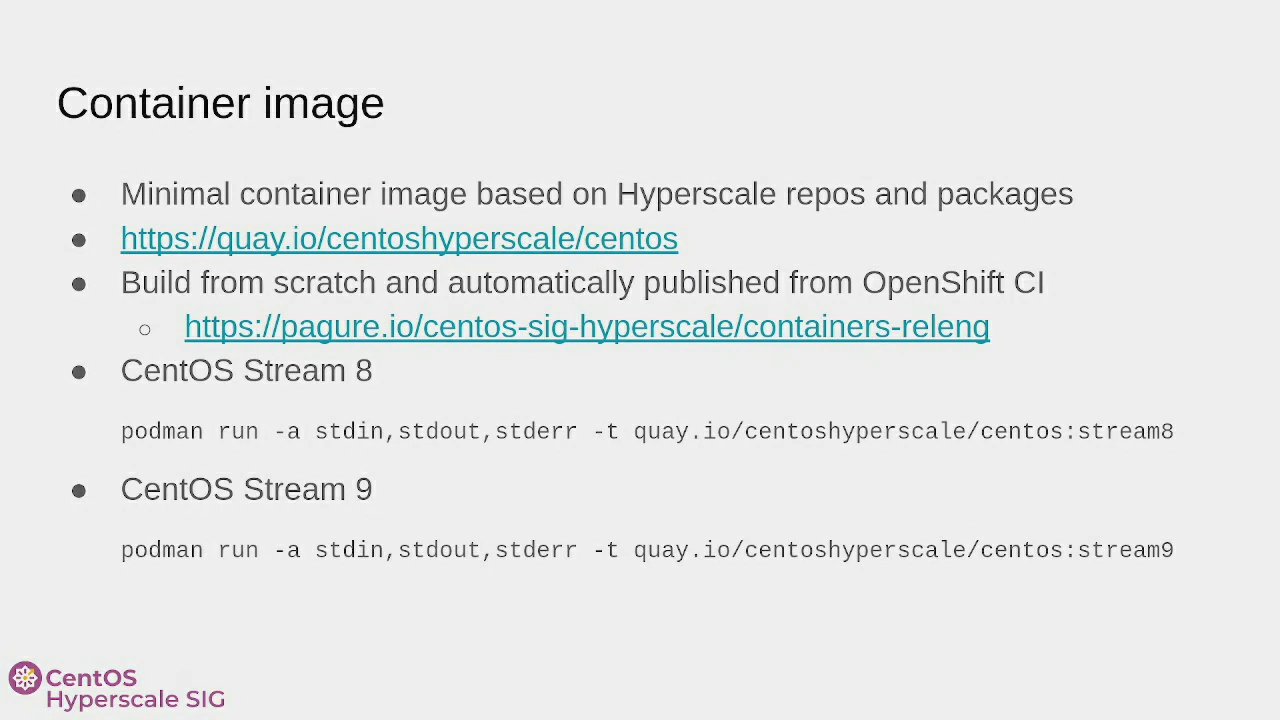 Container image
● Minimal container image based on Hyperscale repos and packages
● https://quay.io/centoshyperscale/centos
● Build from scratch and automatically published from OpenShift CI
○ https://pagure.io/centos-sig-hyperscale/containers-releng
● CentOS Stream 8
podman run -a stdin,stdout,stderr -t quay.io/centoshyperscale/centos:stream8
● CentOS Stream 9
podman run -a stdin,stdout,stderr -t quay.io/centoshyperscale/centos:stream9
CentOS
Hyperscale SIG